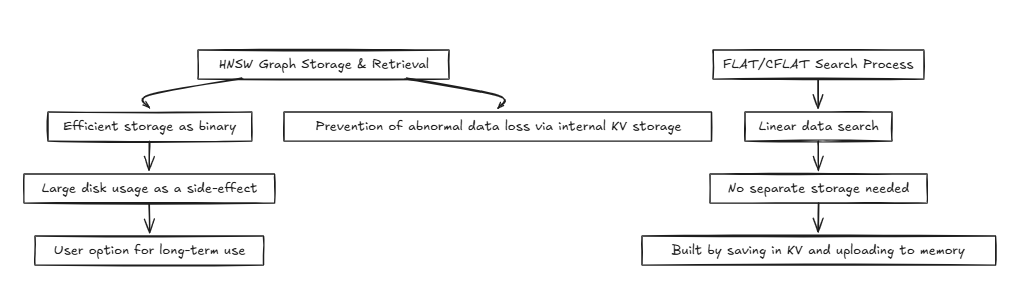 HNSW Graph Storage & Retrieval
FLAT/CFLAT Search Process
Efficient storage as binary
Prevention of abnormal data loss via internal KV storage
Linear data search
Large disk usage as a side-effect
No separate storage needed
User option for long-term use
Built by saving in KV and uploading to memory